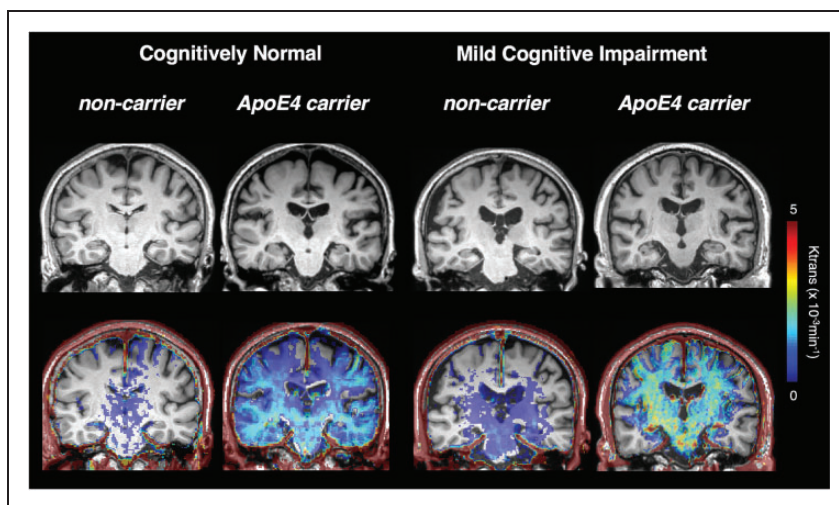 Cognitively Normal
Mild Cognitive Impairment
non-carrier
ApoE4 carrier
non-carrier
ApoE4 carrier
5
Ktrans (x 10-³min-¹)
0